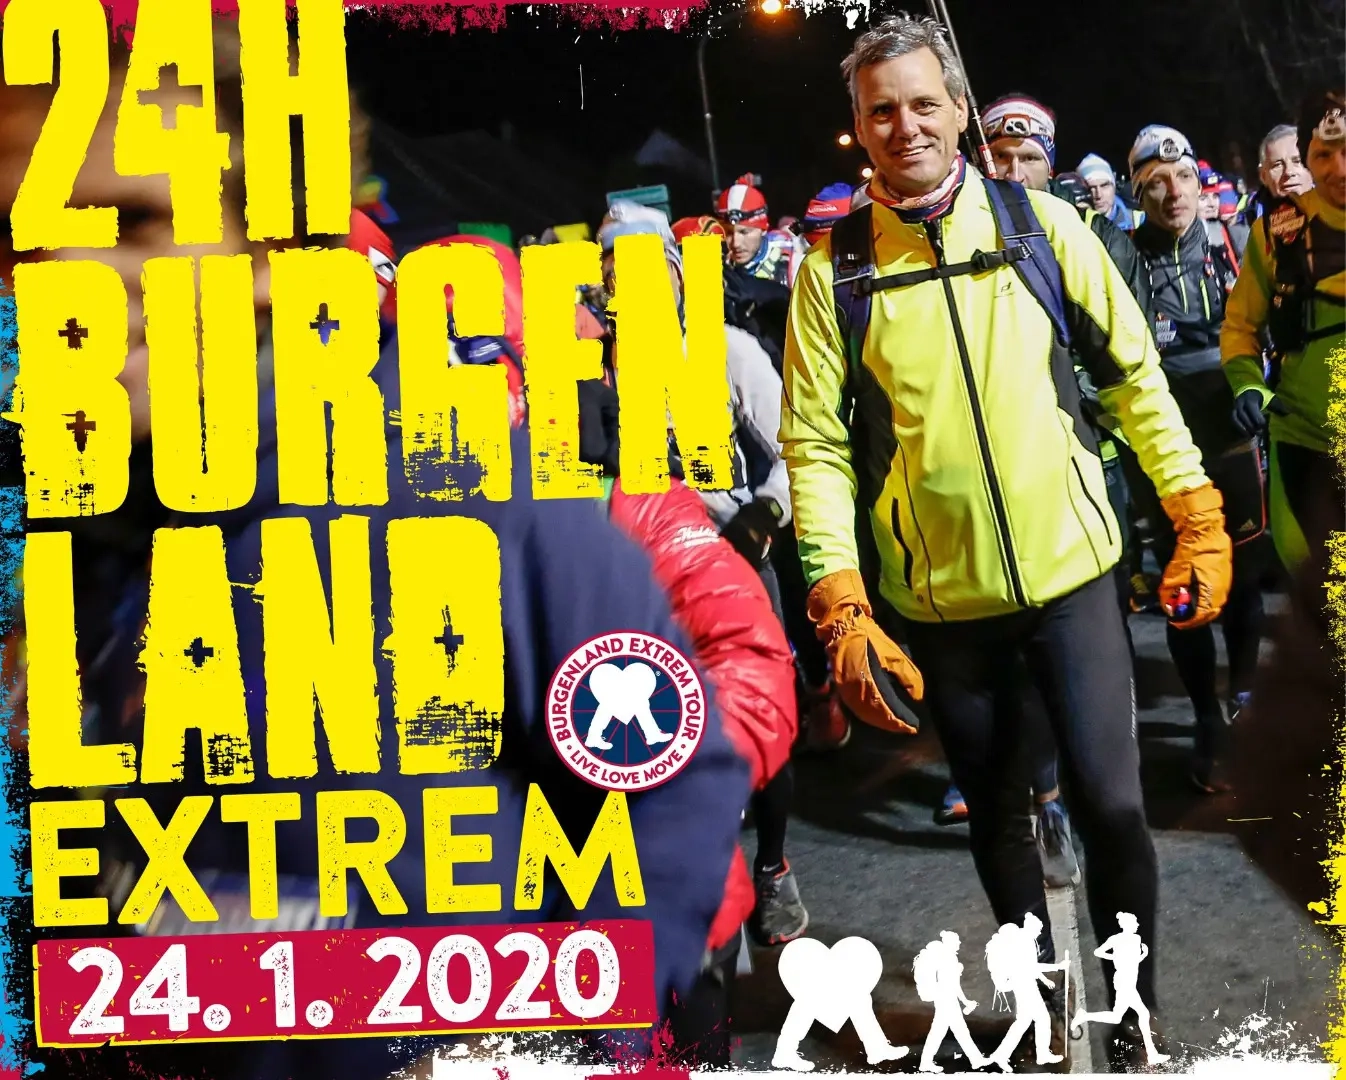 24H
BURGEN
LAND
EXTREM
24. 1. 2020
BURGENLAND EXTREM TOUR
• LIVE LOVE MOVE •